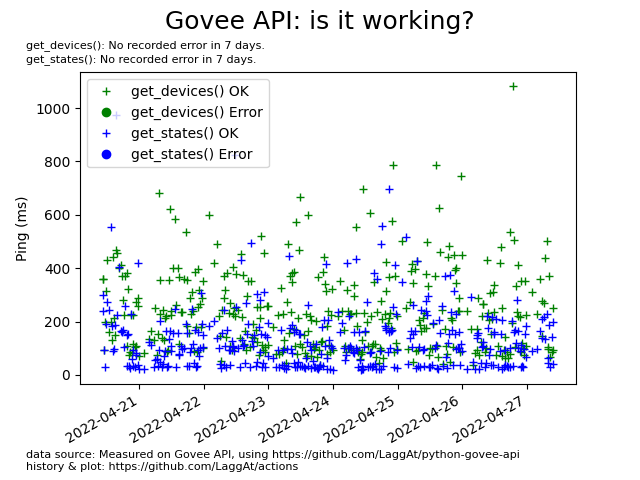 Govee API: is it working?
get_devices(): No recorded error in 7 days.
get_states(): No recorded error in 7 days.
get_devices() OK
get_devices() Error
get_states() OK
get_states() Error
Ping (ms)
1000
800
600
400
200
0
2022-04-21
2022-04-22
2022-04-23
2022-04-24
2022-04-25
2022-04-26
2022-04-27
data source: Measured on Govee API, using https://github.com/LaggAt/python-govee-api
history & plot: https://github.com/LaggAt/actions